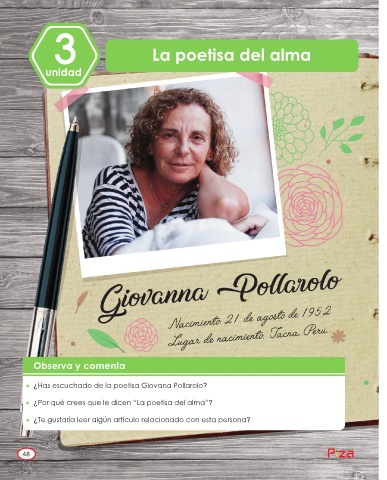 3
unidad
La poetisa del alma
Giovanna Pollarolo
Nacimiento: 21 de agosto de 1952
Lugar de nacimiento: Tacna, Perú.
Observa y comenta
• ¿Has escuchado de la poetisa Giovana Pollarolo?
• ¿Por qué crees que le dicen "La poetisa del alma"?
• ¿Te gustaría leer algún artículo relacionado con esta persona?
48